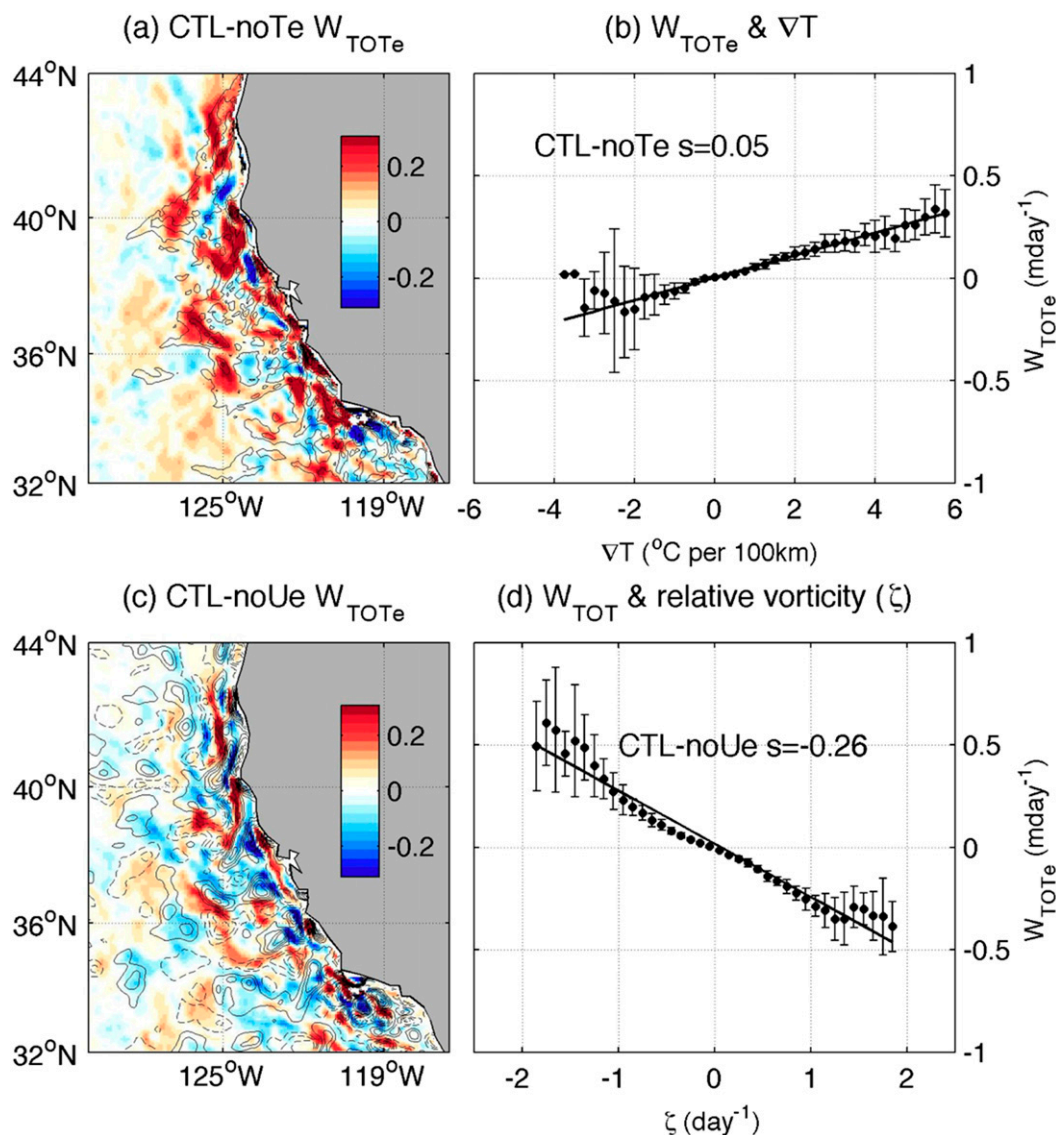 (a) CTL-noTe W_TOTe
(b) W_TOTe & ∇T
44°N
40°N
36°N
32°N
125°W
119°W
0.2
0
-0.2
CTL-noTe s=0.05
1
0.5
0
-0.5
-1
W_TOTe (mday⁻¹)
-6
-4
-2
0
2
4
6
∇T (°C per 100km)
(c) CTL-noUe W_TOTe
(d) W_TOT & relative vorticity (ζ)
44°N
40°N
36°N
32°N
125°W
119°W
0.2
0
-0.2
CTL-noUe s=-0.26
1
0.5
0
-0.5
-1
W_TOTe (mday⁻¹)
-2
-1
0
1
2
ζ (day⁻¹)